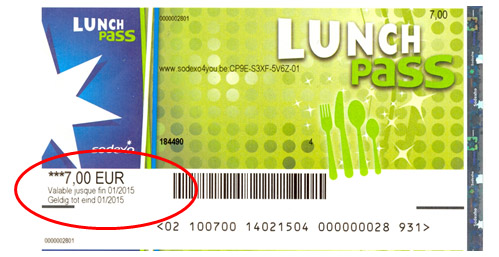 LUNCH
PASS
0000002801
7,00
LUNCH
PASS
www.sodexo4you.be:CP9E-S3XF-5V6Z-01
184490
4
sodexo
***7,00 EUR
Valable jusque fin 01/2015
Geldig tot eind 01/2015
<02 100700 14021504 000000028 931>
0000002801